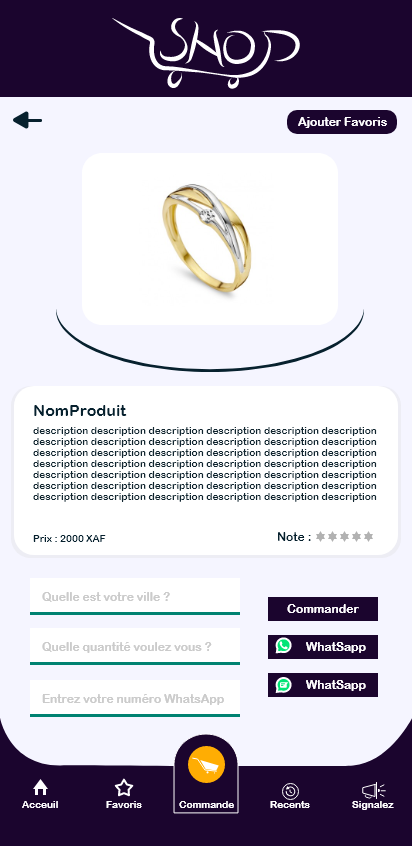 SHOP
Ajouter Favoris
NomProduit
description description description description description description
description description description description description description
description description description description description description
description description description description description description
description description description description description description
description description description description description description
description description description description description description
Prix : 2000 XAF
Note :
Quelle est votre ville ?
Commander
Quelle quantité voulez vous ?
WhatSapp
Entrez votre numéro WhatsApp
WhatSapp
Acceuil
Favoris
Commande
Recents
Signalez